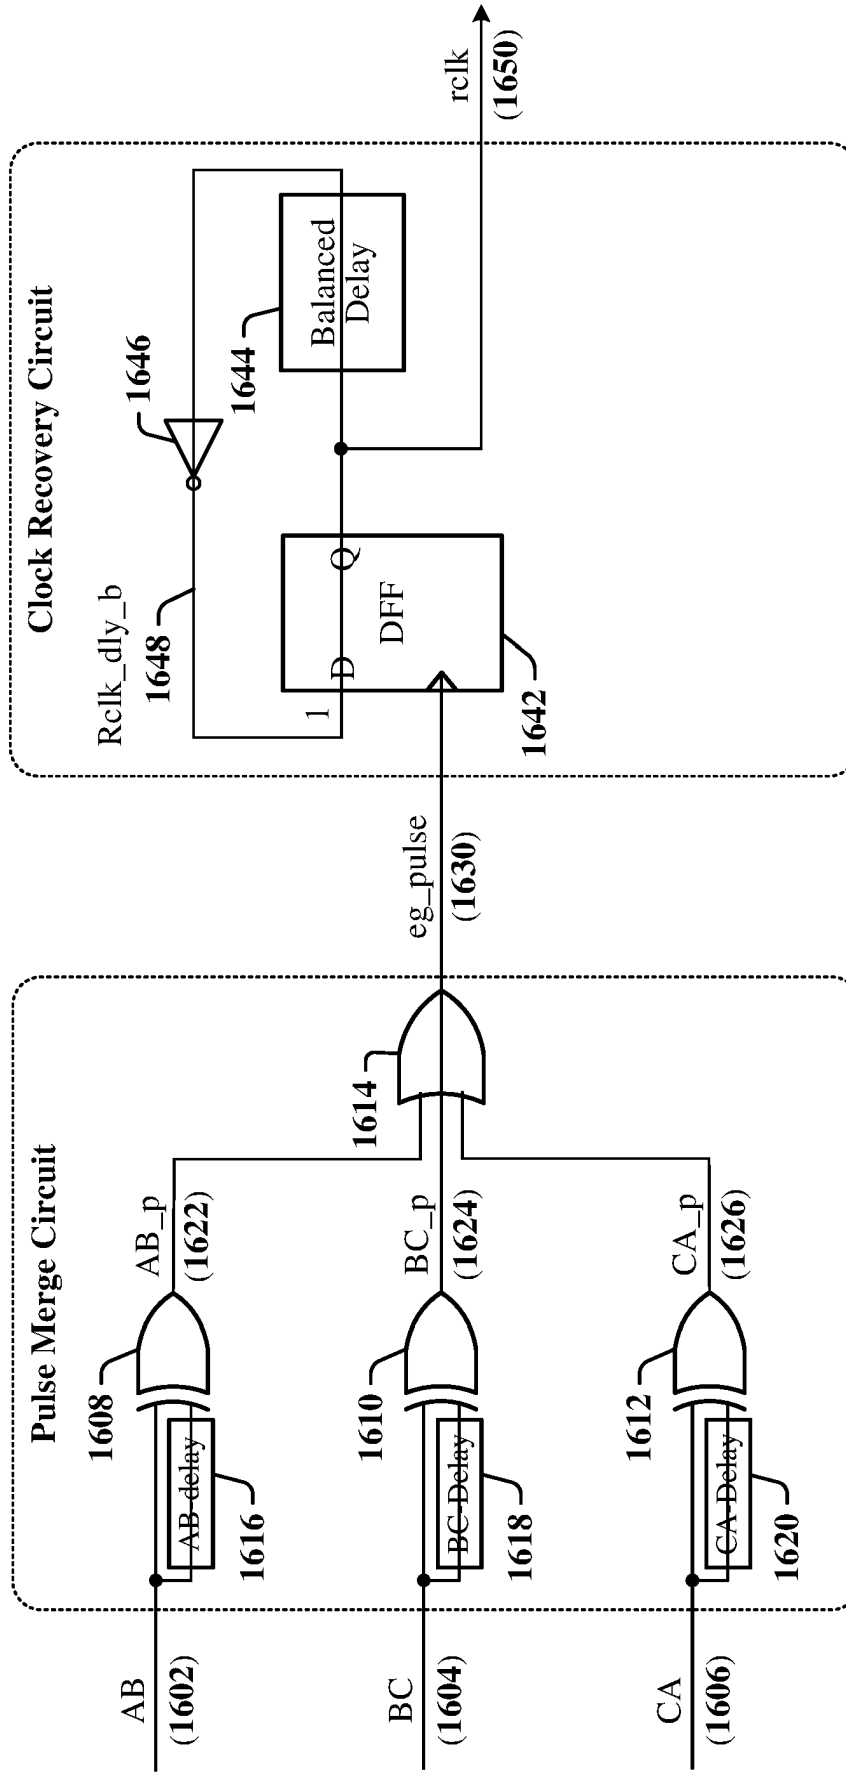 Pulse Merge Circuit
AB
(1602)
AB-delay
1616
1608
AB_p
(1622)
BC
(1604)
BC-Delay
1618
1610
BC_p
(1624)
CA
(1606)
CA-Delay
1620
1612
CA_p
(1626)
1614
eg_pulse
(1630)
Clock Recovery Circuit
Rclk_dly_b
1648
1646
1
D
Q
DFF
1642
1644
Balanced
Delay
rclk
(1650)